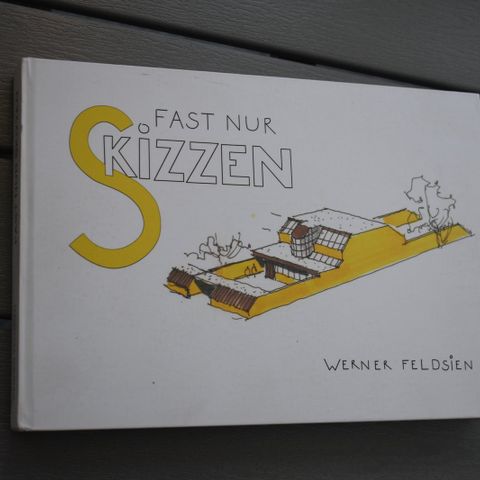 FAST NUR
SKIZZEN
WERNER FELDSIEN